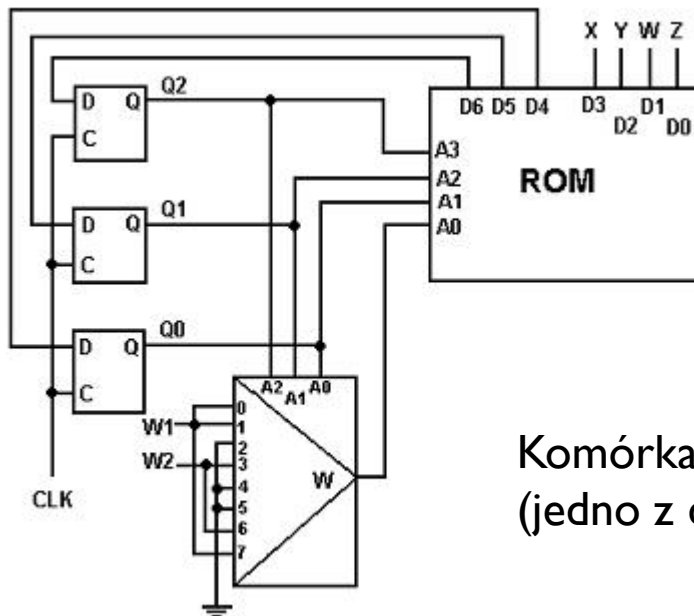 X Y W Z
D6 D5 D4 D3 D2 D1 D0
D Q Q2
C
A3
A2
A1
A0
ROM
D Q Q1
C
D Q Q0
C
A2 A1 A0
W1
W2
0
1
2
3
4
5
6
7
W
CLK
Komórka
(jedno z